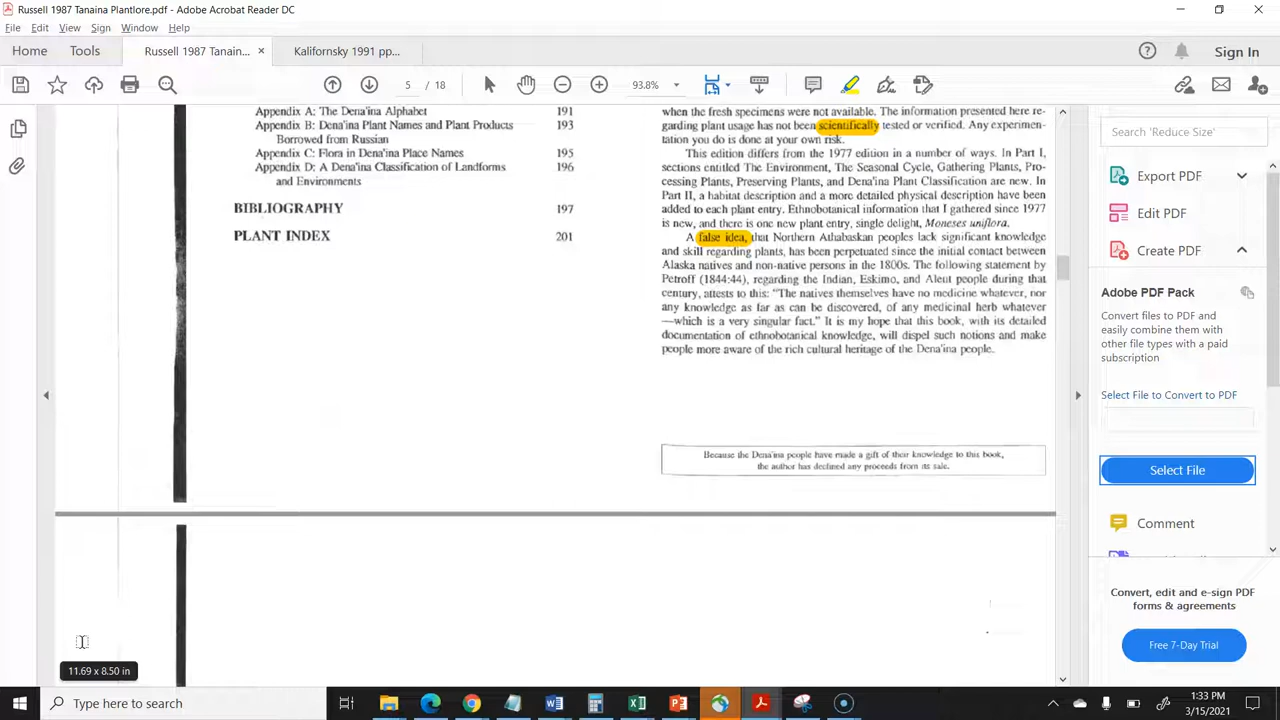 Russell 1987 Tanaina Plantlore.pdf - Adobe Acrobat Reader DC
File Edit View Sign Window Help
Home Tools Russell 1987 Tanain... × Kalifornsky 1991 pp... Sign In
5 / 18 93.8%
Appendix A: The Dena'ina Alphabet 191
Appendix B: Dena'ina Plant Names and Plant Products 193
Borrowed from Russian
Appendix C: Flora in Dena'ina Place Names 195
Appendix D: A Dena'ina Classification of Landforms 196
and Environments
BIBLIOGRAPHY 197
PLANT INDEX 201
when the fresh specimens were not available. The information presented here re-
garding plant usage has not been scientifically tested or verified. Any experimen-
tation you do is done at your own risk.
This edition differs from the 1977 edition in a number of ways. In Part I,
sections entitled The Environment, The Seasonal Cycle, Gathering Plants, Pro-
cessing Plants, Preserving Plants, and Dena'ina Plant Classification are new. In
Part II, a habitat description and a more detailed physical description have been
added to each plant entry. Ethnobotanical information that I gathered since 1977
is new, and there is one new plant entry, single delight, Moneses uniflora.
A false idea, that Northern Athabaskan peoples lack significant knowledge
and skill regarding plants, has been perpetuated since the initial contact between
Alaska natives and non-native persons in the 1800s. The following statement by
Petroff (1844:44), regarding the Indian, Eskimo, and Aleut people during that
century, attests to this: "The natives themselves have no medicine whatever, nor
any knowledge as far as can be discovered, of any medicinal herb whatever
—which is a very singular fact." It is my hope that this book, with its detailed
documentation of ethnobotanical knowledge, will dispel such notions and make
people more aware of the rich cultural heritage of the Dena'ina people.
Because the Dena'ina people have made a gift of their knowledge to this book,
the author has declined any proceeds from its sale.
11.69 x 8.50 in
Search 'Reduce Size'
Export PDF
Edit PDF
Create PDF
Adobe PDF Pack
Convert files to PDF and
easily combine them with
other file types with a paid
subscription
Select File to Convert to PDF
Select File
Comment
Convert, edit and e-sign PDF
forms & agreements
Free 7-Day Trial
Type here to search
1:33 PM
3/15/2021